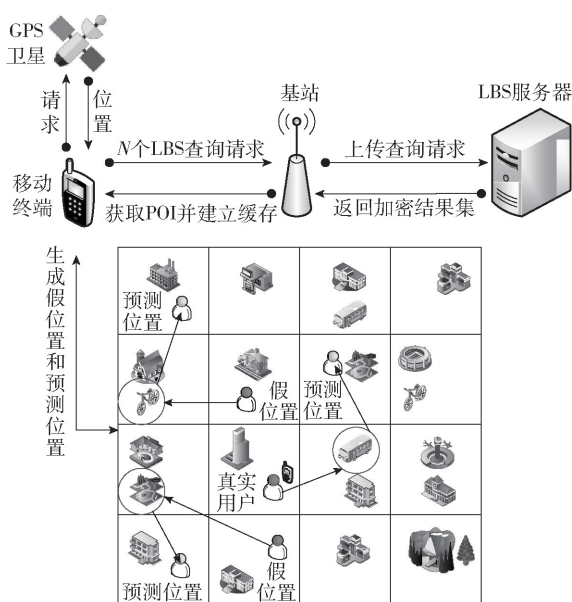 GPS
卫星
请求
位置
基站
LBS服务器
N个LBS查询请求
上传查询请求
移动
终端
获取POI并建立缓存
返回加密结果集
生成假位置和预测位置
预测
位置
假
位置
预测
位置
真实
用户
预测位置
假
位置